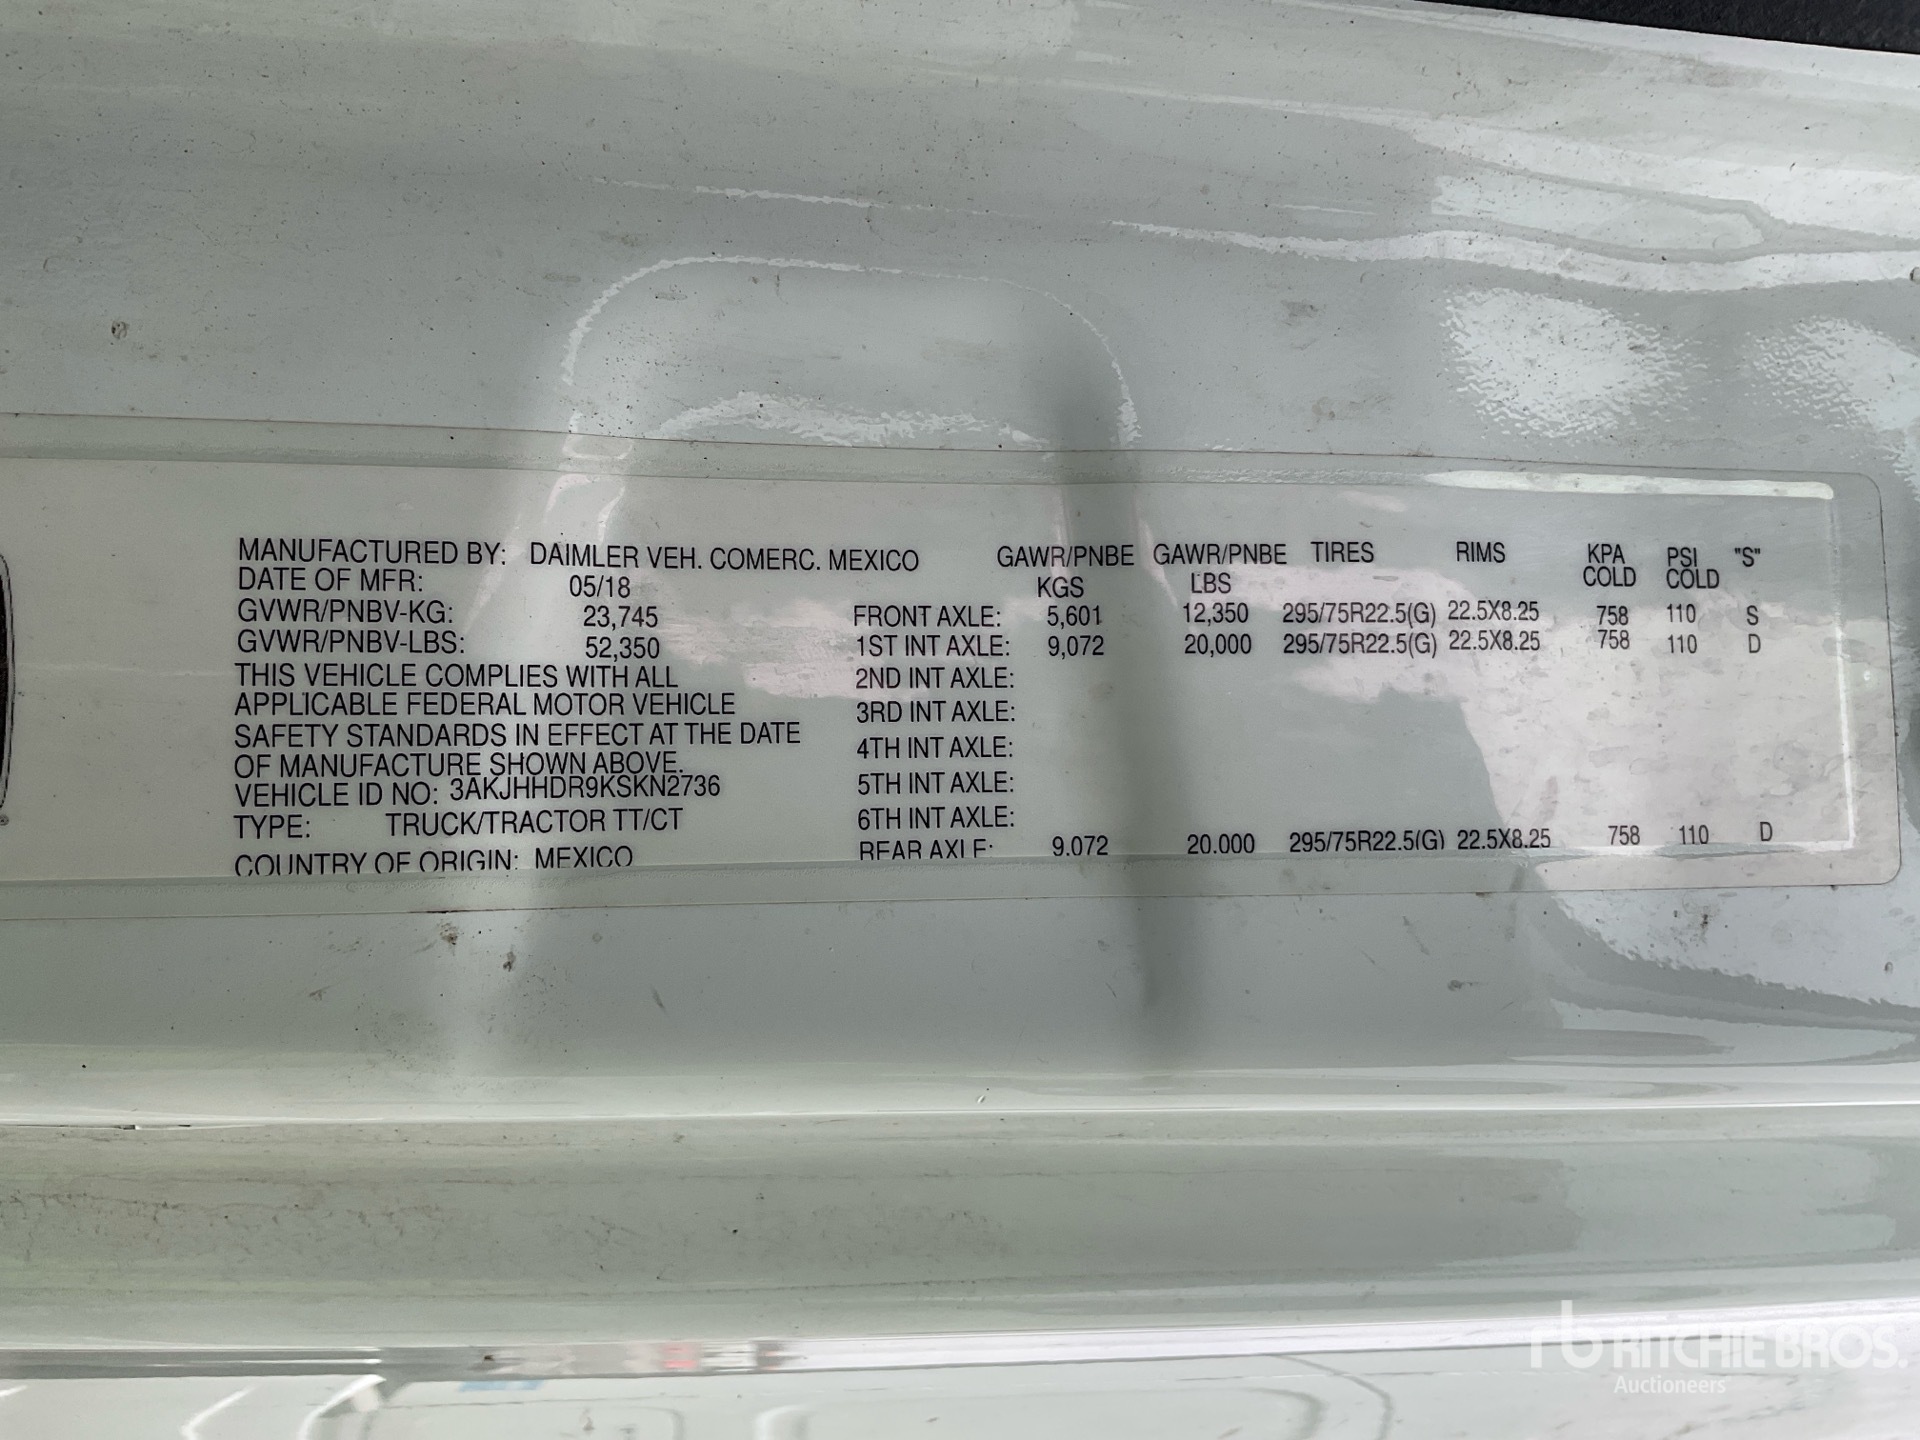 MANUFACTURED BY: DAIMLER VEH. COMERC. MEXICO
DATE OF MFR: 05/18
GVWR/PNBV-KG: 23,745
GVWR/PNBV-LBS: 52,350
THIS VEHICLE COMPLIES WITH ALL
APPLICABLE FEDERAL MOTOR VEHICLE
SAFETY STANDARDS IN EFFECT AT THE DATE
OF MANUFACTURE SHOWN ABOVE.
VEHICLE ID NO: 3AKJHHDR9KSKN2736
TYPE: TRUCK/TRACTOR TT/CT
COUNTRY OF ORIGIN: MEXICO
GAWR/PNBE GAWR/PNBE TIRES RIMS KPA PSI "S"
KGS LBS COLD COLD
FRONT AXLE: 5,601 12,350 295/75R22.5(G) 22.5X8.25 758 110 S
1ST INT AXLE: 9,072 20,000 295/75R22.5(G) 22.5X8.25 758 110 D
2ND INT AXLE:
3RD INT AXLE:
4TH INT AXLE:
5TH INT AXLE:
6TH INT AXLE:
REAR AXLE: 9.072 20.000 295/75R22.5(G) 22.5X8.25 758 110 D
rb RITCHIE BROS.
Auctioneers